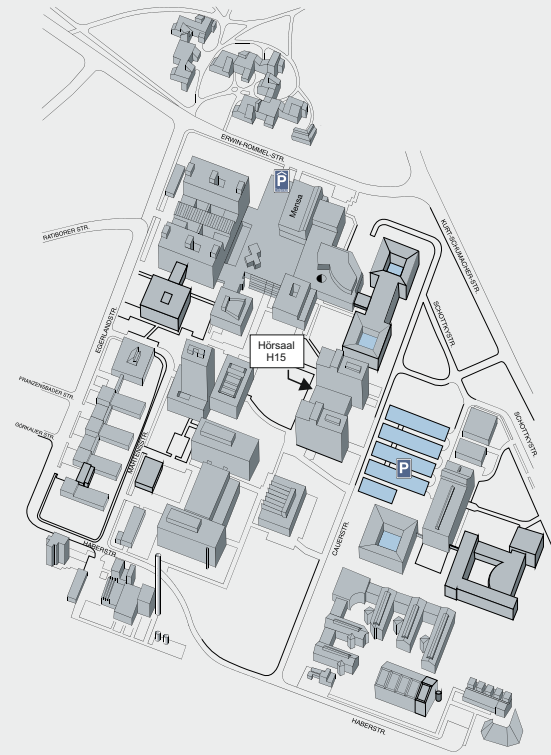 ERWIN-ROMMEL-STR.
P
Mensa
KURT-SCHUMACHER-STR.
RATIBORER STR.
EGERLANDSTR.
SCHOTTKYSTR.
Hörsaal
H15
FRANZENSBADER STR.
SCHOTTKYSTR.
GÖRKAUER STR.
MARTENSSTR.
P
CAUERSTR.
HABERSTR.
HABERSTR.